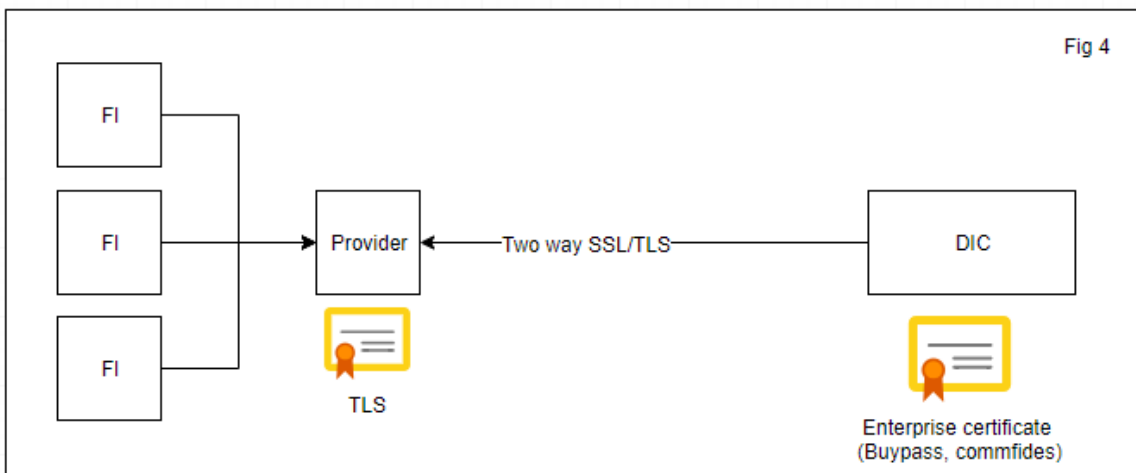 Fig 4
FI
FI
FI
Provider
Two way SSL/TLS
DIC
TLS
Enterprise certificate
(Buypass, commfides)